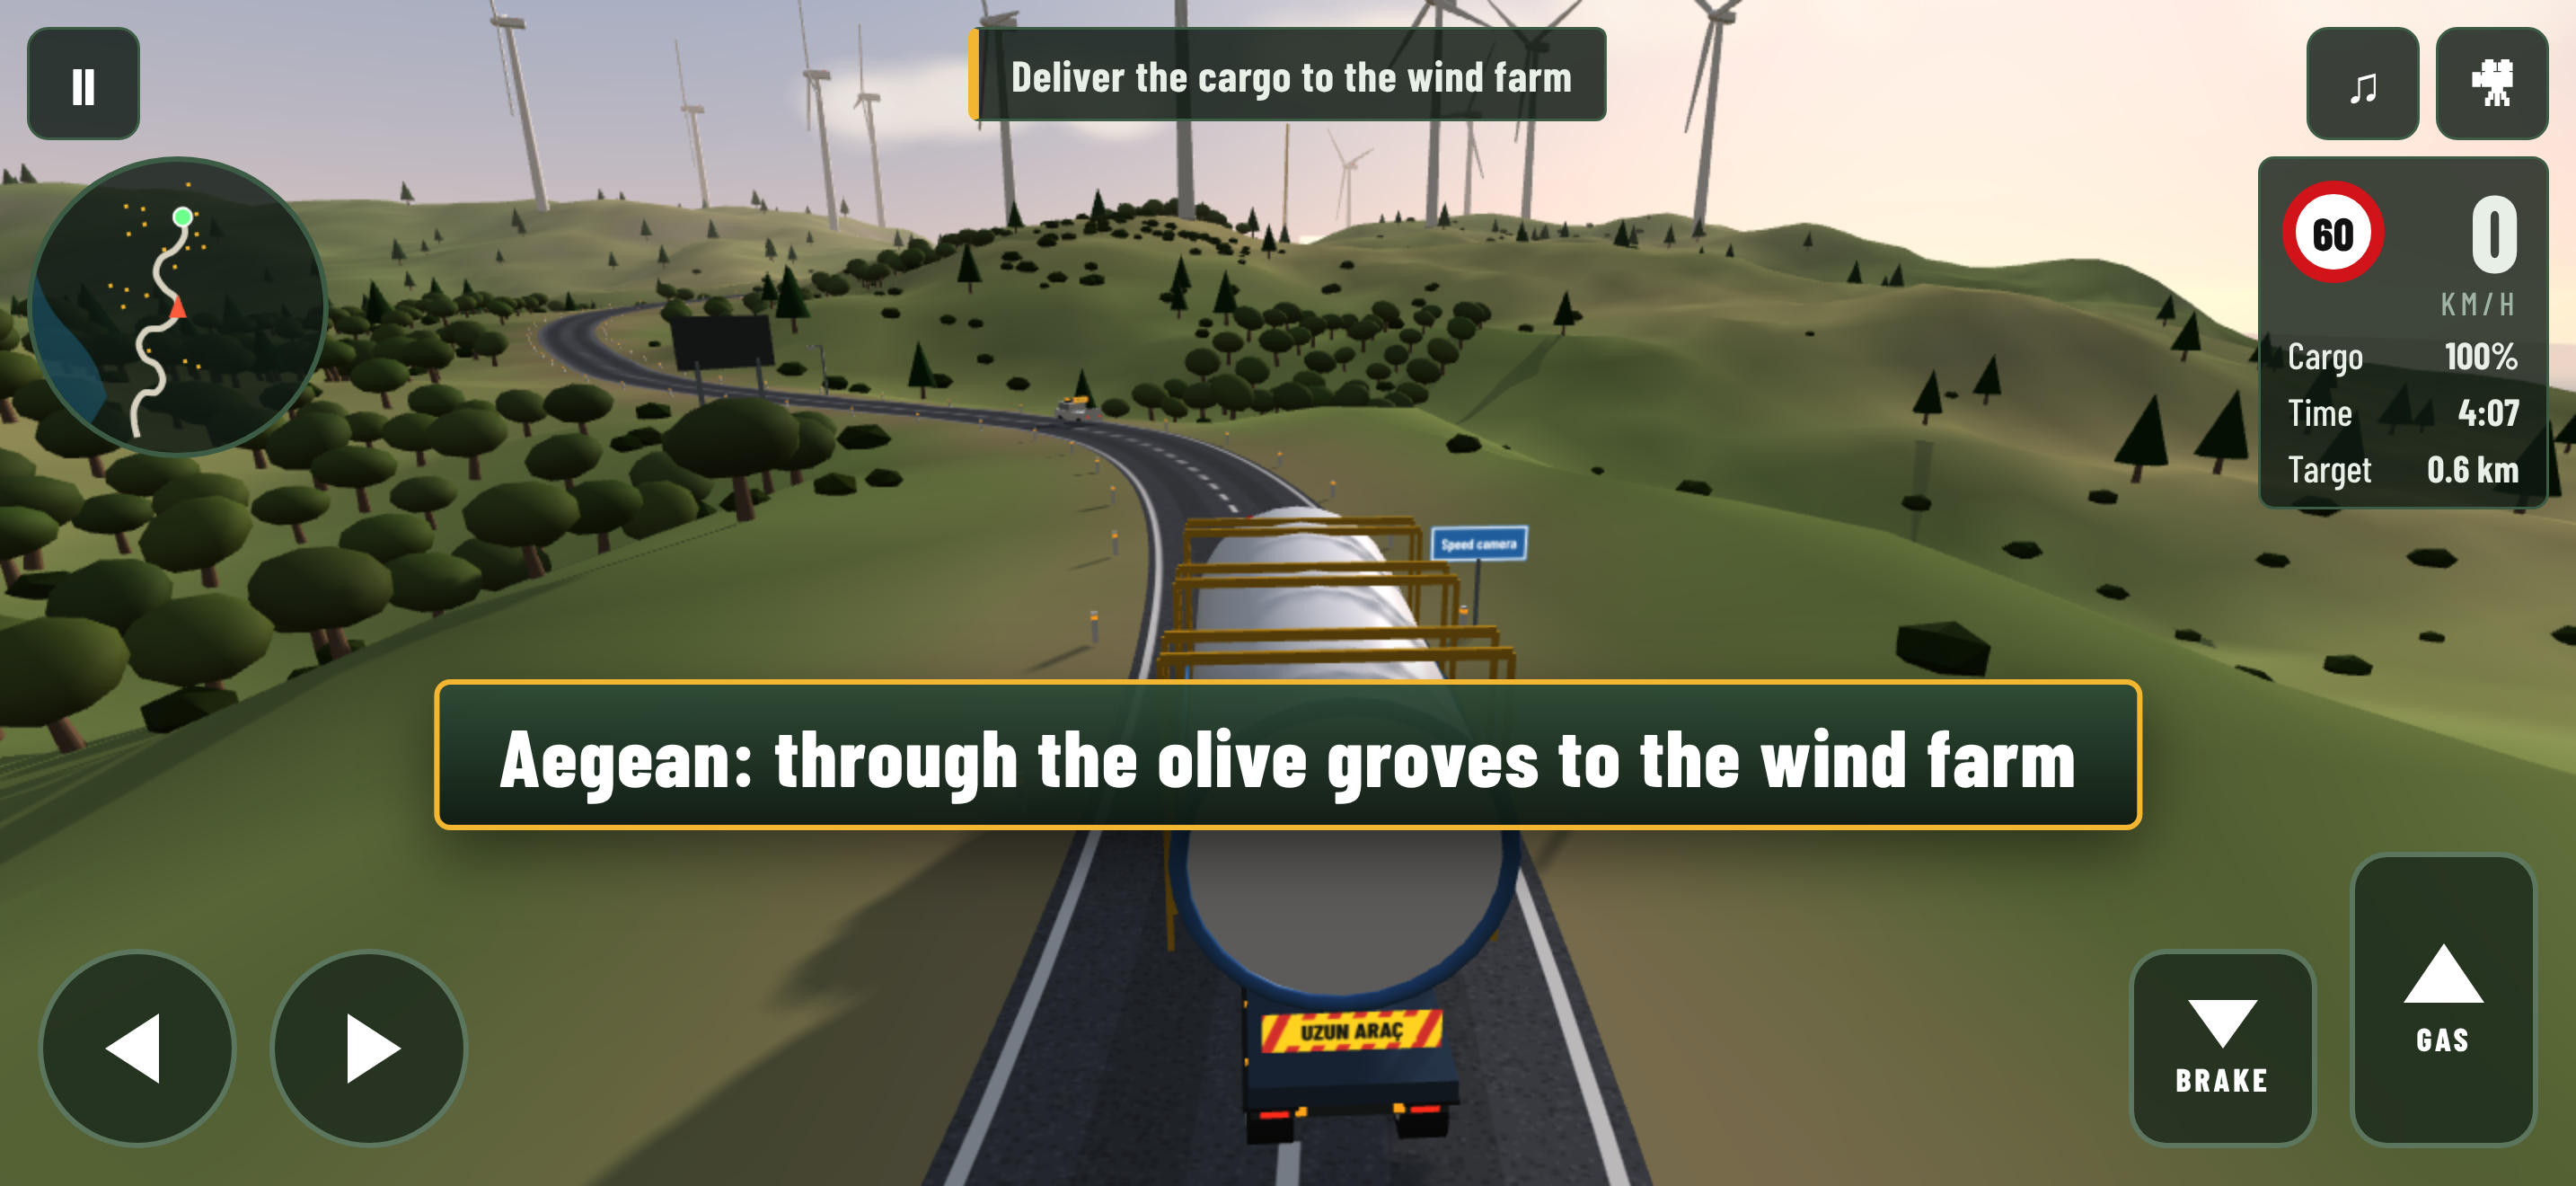 Deliver the cargo to the wind farm
60
0
KM/H
Cargo 100%
Time 4:07
Target 0.6 km
Speed camera
Aegean: through the olive groves to the wind farm
UZUN ARAÇ
BRAKE
GAS